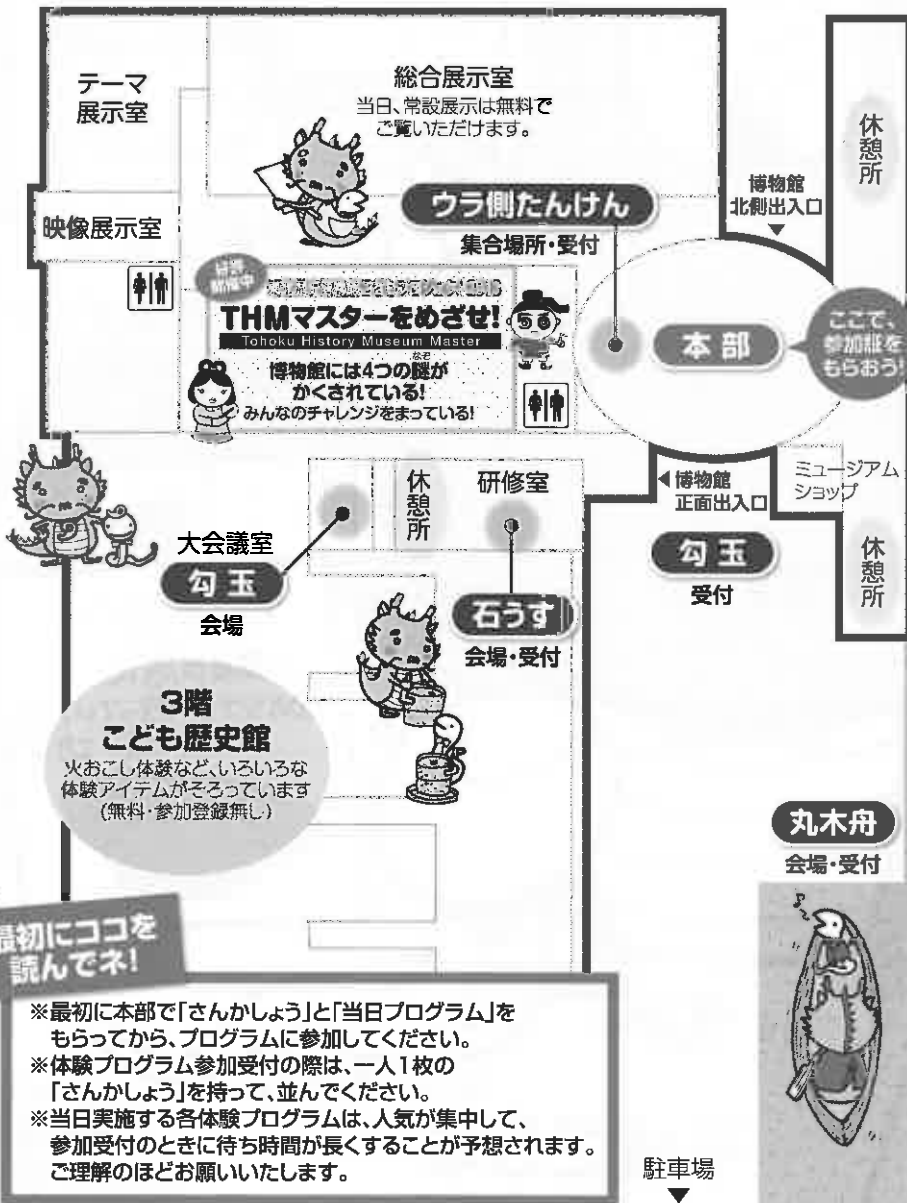 テーマ
展示室
総合展示室
当日、常設展示は無料で
ご覧いただけます。
休憩所
博物館
北側出入口
▼
映像展示室
ウラ側たんけん
集合場所・受付
開催中
THMマスターをめざせ!
Tohoku History Museum Master
なぞ
博物館には4つの謎が
かくされている!
みんなのチャレンジをまっている!
本部
ここで、
参加証を
もらおう!
◀博物館
正面出入口
ミュージアム
ショップ
勾玉
受付
休憩所
休憩所
研修室
大会議室
勾玉
会場
石うす
会場・受付
3階
こども歴史館
火おこし体験など、いろいろな
体験アイテムがそろっています
(無料・参加登録無し)
丸木舟
会場・受付
最初にココを
読んでネ!
※最初に本部で「さんかしょう」と「当日プログラム」を
もらってから、プログラムに参加してください。
※体験プログラム参加受付の際は、一人1枚の
「さんかしょう」を持って、並んでください。
※当日実施する各体験プログラムは、人気が集中して、
参加受付のときに待ち時間が長くすることが予想されます。
ご理解のほどお願いいたします。
駐車場
▼